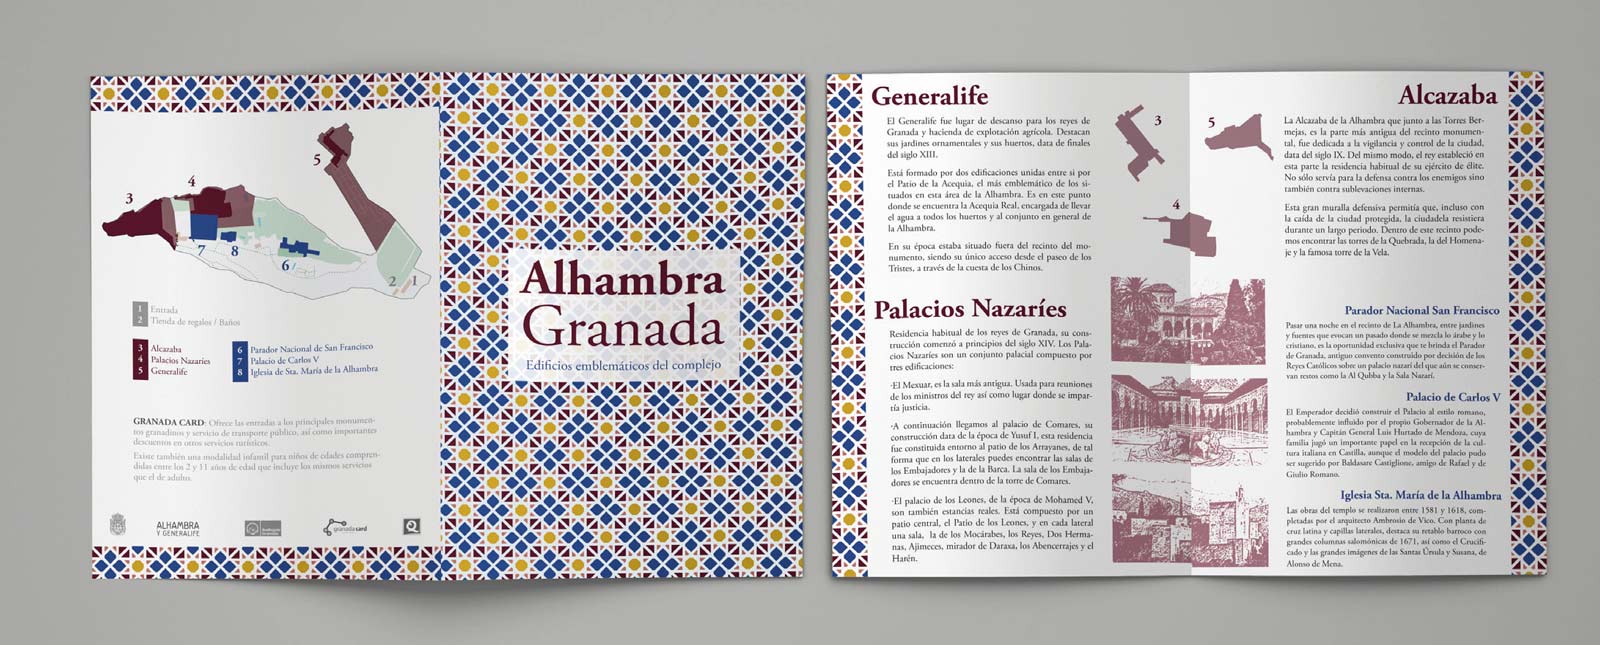 3
4
5
7
8
6
2
1
1 Entrada
2 Tienda de regalos / Baños
3 Alcazaba
4 Palacios Nazaríes
5 Generalife
6 Parador Nacional de San Francisco
7 Palacio de Carlos V
8 Iglesia de Sta. María de la Alhambra
GRANADA CARD: Ofrece las entradas a los principales monumen-
tos granadinos y servicio de transporte público, así como importantes
descuentos en otros servicios turísticos.
Existe también una modalidad infantil para niños de edades compren-
didas entre los 2 y 11 años de edad que incluye los mismos servicios
que el de adulto.
ALHAMBRA
Y GENERALIFE
granadacard
Q
Alhambra
Granada
Edificios emblemáticos del complejo
Generalife
El Generalife fue lugar de descanso para los reyes de
Granada y hacienda de explotación agrícola. Destacan
sus jardines ornamentales y sus huertos, data de finales
del siglo XIII.
Está formado por dos edificaciones unidas entre si por
el Patio de la Acequia, el más emblemático de los si-
tuados en esta área de la Alhambra. Es en este punto
donde se encuentra la Acequia Real, encargada de llevar
el agua a todos los huertos y al conjunto en general de
la Alhambra.
En su época estaba situado fuera del recinto del mo-
numento, siendo su único acceso desde el paseo de los
Tristes, a través de la cuesta de los Chinos.
Palacios Nazaríes
Residencia habitual de los reyes de Granada, su cons-
trucción comenzó a principios del siglo XIV. Los Pala-
cios Nazaríes son un conjunto palacial compuesto por
tres edificaciones:
·El Mexuar, es la sala más antigua. Usada para reuniones
de los ministros del rey así como lugar donde se impar-
tía justicia.
·A continuación llegamos al palacio de Comares, su
construcción data de la época de Yusuf I, esta residencia
fue constituida entorno al patio de los Arrayanes, de tal
forma que en los laterales puedes encontrar las salas de
los Embajadores y la de la Barca. La sala de los Embaja-
dores se encuentra dentro de la torre de Comares.
·El palacio de los Leones, de la época de Mohamed V,
son también estancias reales. Está compuesto por un
patio central, el Patio de los Leones, y en cada lateral
una sala, la de los Mocárabes, los Reyes, Dos Herma-
nas, Ajimeces, mirador de Daraxa, los Abencerrajes y el
Harén.
3
5
4
Alcazaba
La Alcazaba de la Alhambra que junto a las Torres Ber-
mejas, es la parte más antigua del recinto monumen-
tal, fue dedicada a la vigilancia y control de la ciudad,
data del siglo IX. Del mismo modo, el rey estableció en
esta parte la residencia habitual de su ejército de élite.
No sólo servía para la defensa contra los enemigos sino
también contra sublevaciones internas.
Esta gran muralla defensiva permitía que, incluso con
la caída de la ciudad protegida, la ciudadela resistiera
durante un largo periodo. Dentro de este recinto pode-
mos encontrar las torres de la Quebrada, la del Homena-
je y la famosa torre de la Vela.
Parador Nacional San Francisco
Pasar una noche en el recinto de La Alhambra, entre jardines
y fuentes que evocan un pasado donde se mezcla lo árabe y lo
cristiano, es la oportunidad exclusiva que te brinda el Parador
de Granada, antiguo convento construido por decisión de los
Reyes Católicos sobre un palacio nazarí del que aún se conser-
van restos como la Al Qubba y la Sala Nazarí.
Palacio de Carlos V
El Emperador decidió construir el Palacio al estilo romano,
probablemente influido por el propio Gobernador de la Al-
hambra y Capitán General Luis Hurtado de Mendoza, cuya
familia jugó un importante papel en la recepción de la cul-
tura italiana en Castilla, aunque el modelo del palacio pudo
ser sugerido por Baldasare Castiglione, amigo de Rafael y de
Giulio Romano.
Iglesia Sta. María de la Alhambra
Las obras del templo se realizaron entre 1581 y 1618, com-
pletadas por el arquitecto Ambrosio de Vico. Con planta de
cruz latina y capillas laterales, destaca su retablo barroco con
grandes columnas salomónicas de 1671, así como el Crucifi-
cado y las grandes imágenes de las Santas Úrsula y Susana, de
Alonso de Mena.